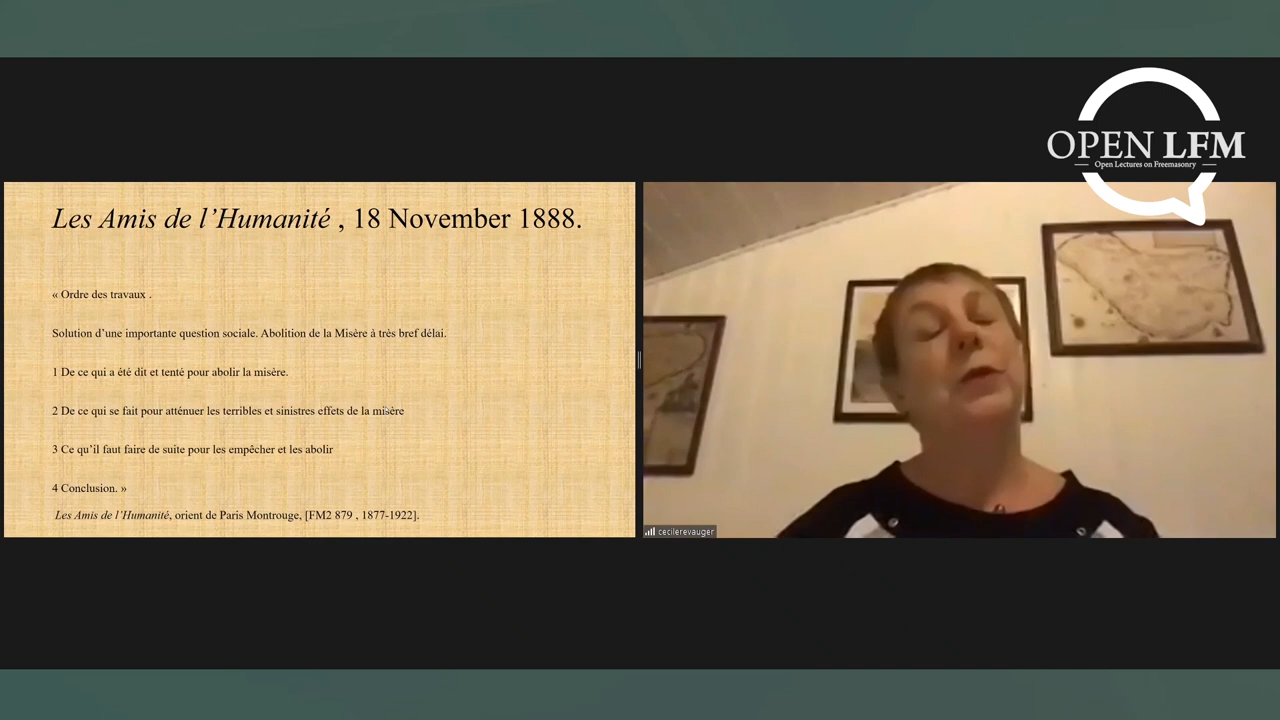 OPEN LFM
Open Lectures on Freemasonry
Les Amis de l’Humanité , 18 November 1888.
« Ordre des travaux .
Solution d’une importante question sociale. Abolition de la Misère à très bref délai.
1 De ce qui a été dit et tenté pour abolir la misère.
2 De ce qui se fait pour atténuer les terribles et sinistres effets de la misère
3 Ce qu’il faut faire de suite pour les empêcher et les abolir
4 Conclusion. »
Les Amis de l’Humanité, orient de Paris Montrouge, [FM2 879 , 1877-1922].
cecilerevauger